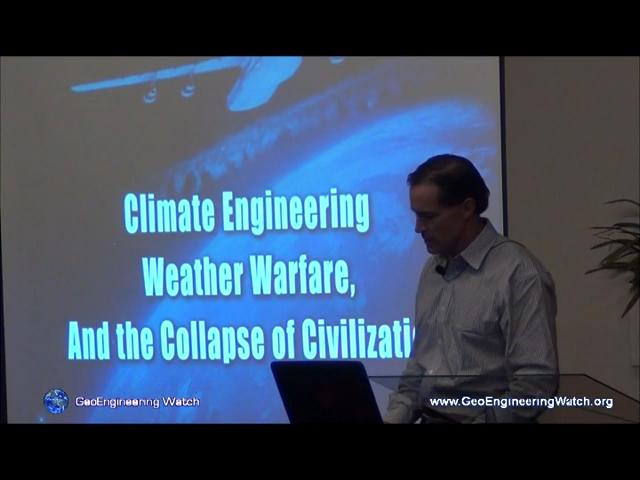 Climate Engineering
Weather Warfare,
And the Collapse of Civilizati
GeoEngineering Watch
www.GeoEngineeringWatch.org